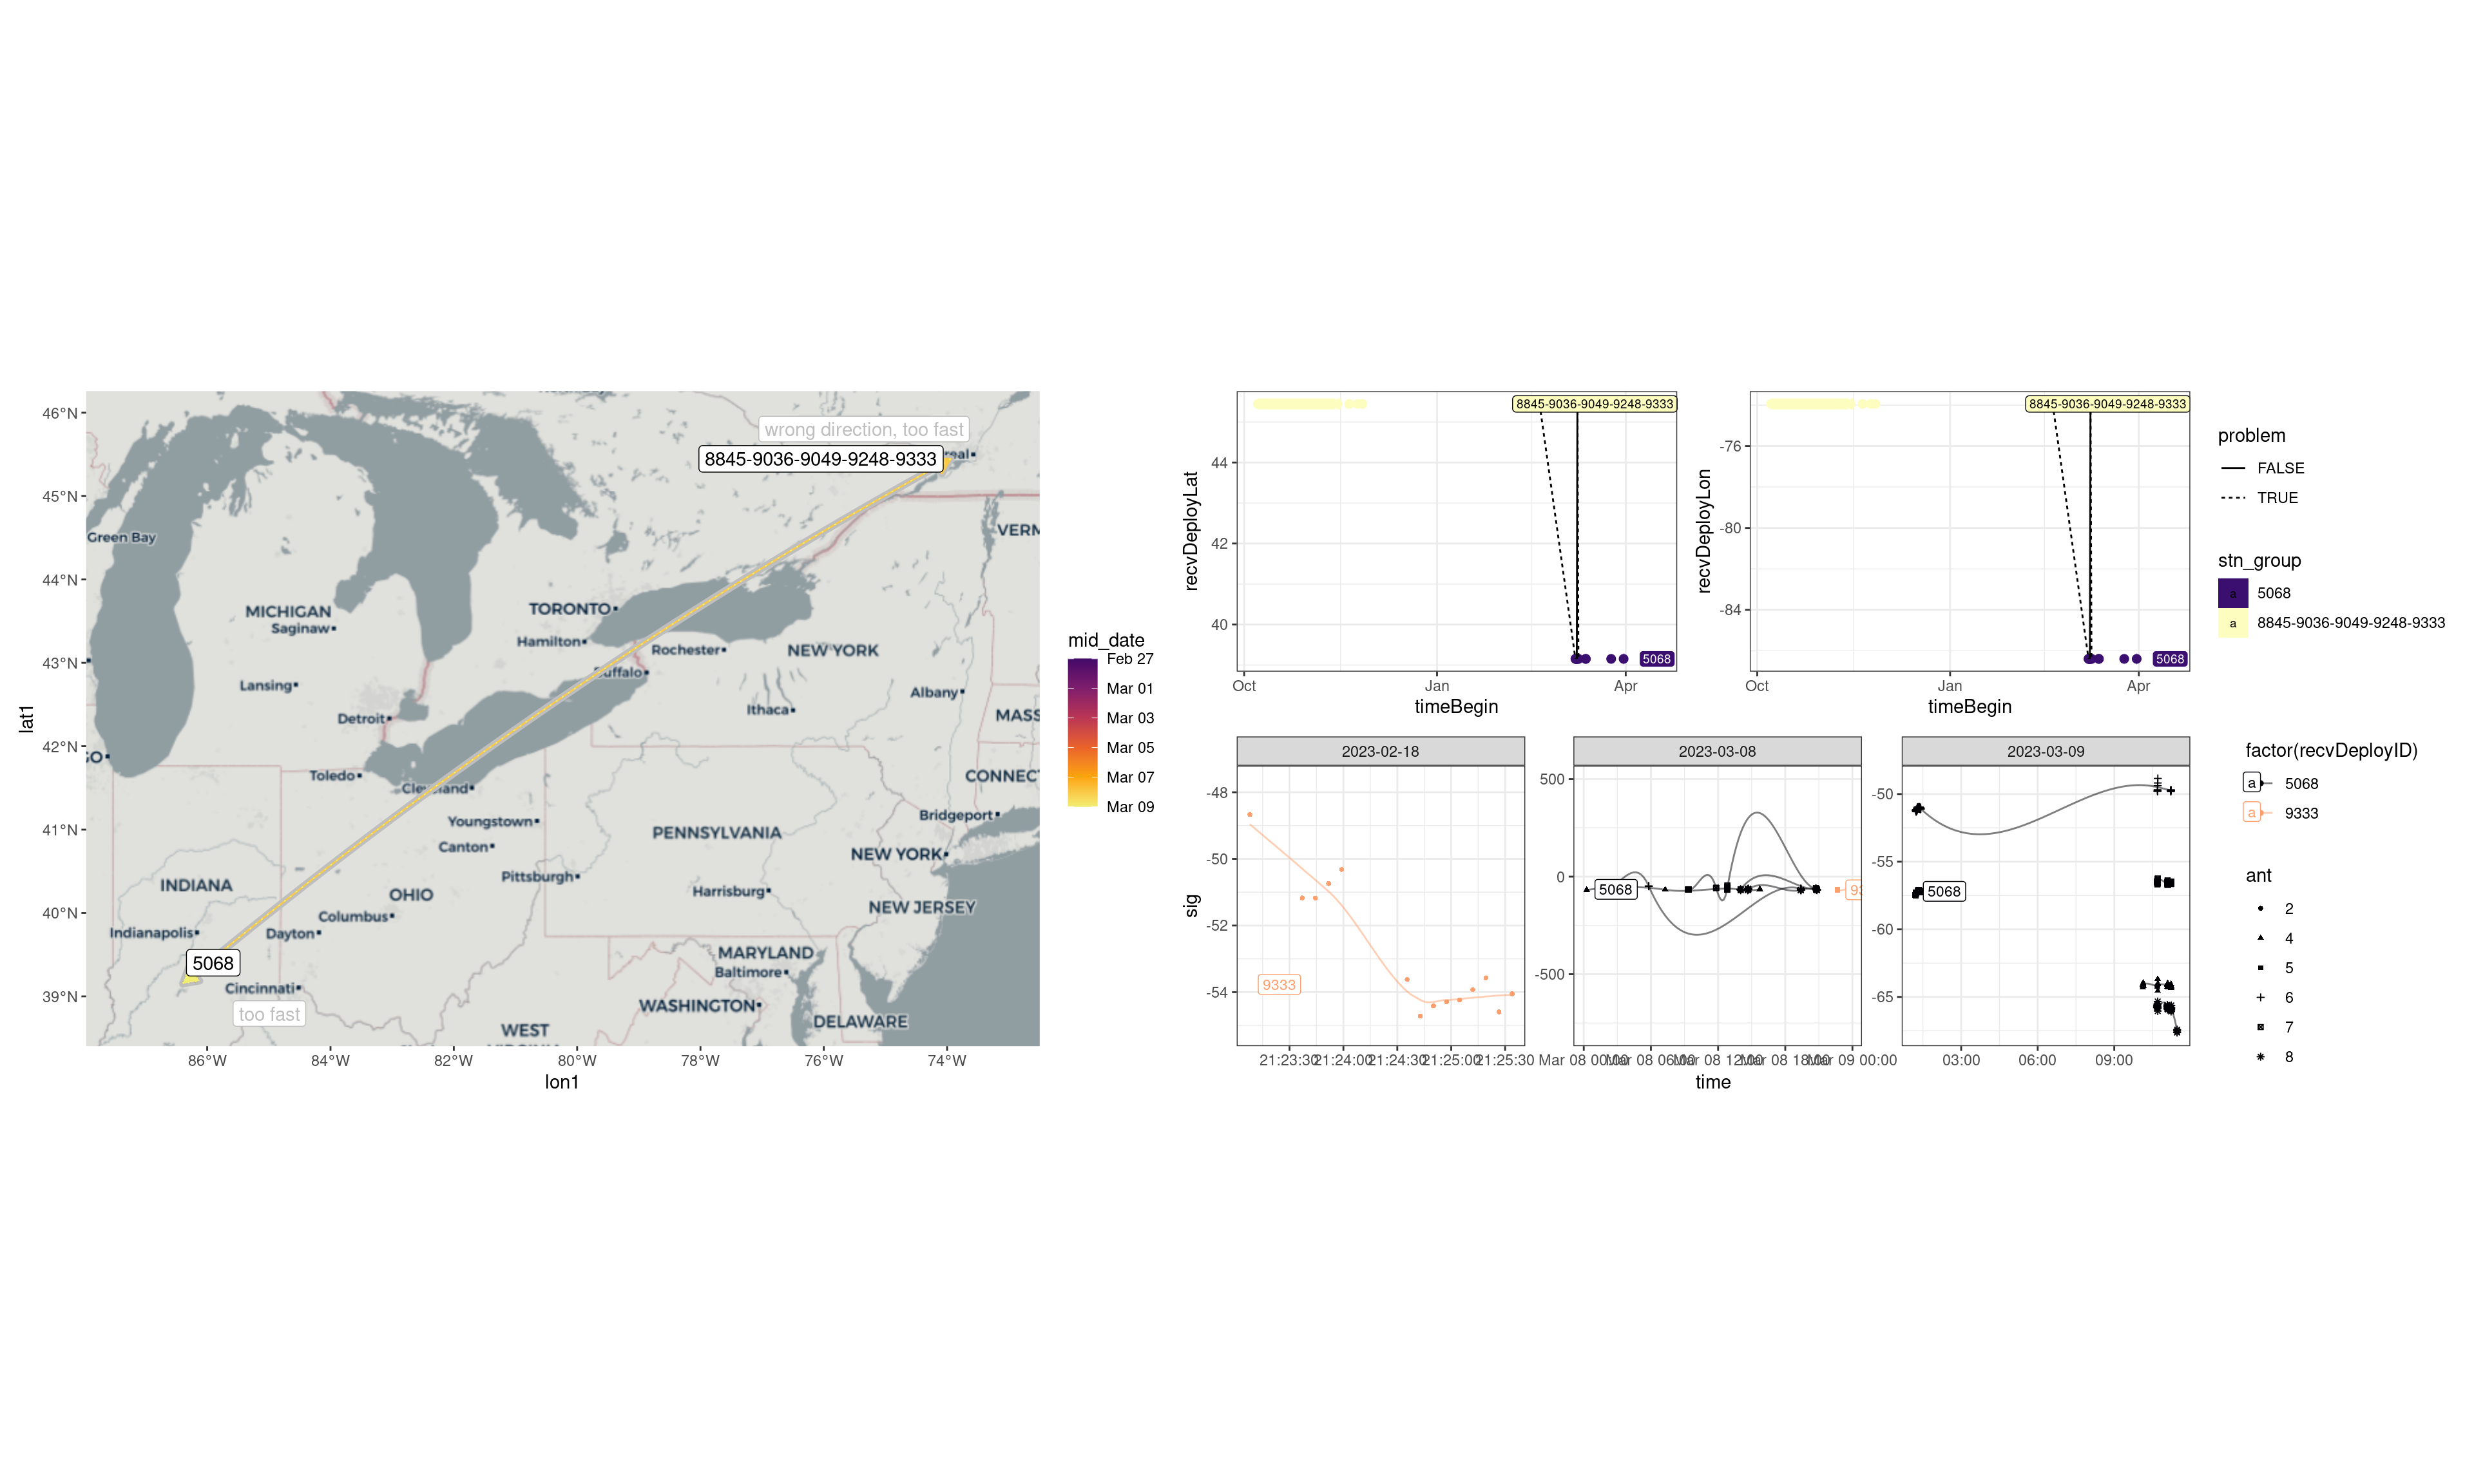 46°N
45°N
44°N
43°N
42°N
41°N
40°N
39°N
lat1
86°W
84°W
82°W
80°W
78°W
76°W
74°W
lon1
wrong direction, too fast
8845-9036-9049-9248-9333
real
Green Bay
VERM
MICHIGAN
Saginaw
TORONTO
Hamilton
Rochester
NEW YORK
Buffalo
Lansing
Albany
Detroit
Ithaca
MASS
GO
Toledo
Cleveland
CONNEC
Bridgeport
Youngstown
PENNSYLVANIA
Canton
NEW YORK
Pittsburgh
INDIANA
OHIO
Harrisburg
NEW JERSEY
Columbus
Indianapolis
Dayton
MARYLAND
5068
Baltimore
Cincinnati
WASHINGTON
too fast
DELAWARE
WEST
mid_date
Feb 27
Mar 01
Mar 03
Mar 05
Mar 07
Mar 09
recvDeployLat
44
42
40
8845-9036-9049-9248-9333
5068
Oct
Jan
Apr
timeBegin
recvDeployLon
-76
-80
-84
8845-9036-9049-9248-9333
5068
Oct
Jan
Apr
timeBegin
problem
FALSE
TRUE
stn_group
a 5068
a 8845-9036-9049-9248-9333
2023-02-18
sig
-48
-50
-52
-54
9333
21:23:30
21:24:00
21:24:30
21:25:00
21:25:30
2023-03-08
500
0
-500
5068
93
Mar 08 00:00
Mar 08 06:00
Mar 08 12:00
Mar 08 18:00
Mar 09 00:00
time
2023-03-09
-50
-55
-60
-65
5068
03:00
06:00
09:00
factor(recvDeployID)
a 5068
a 9333
ant
2
4
5
6
7
8